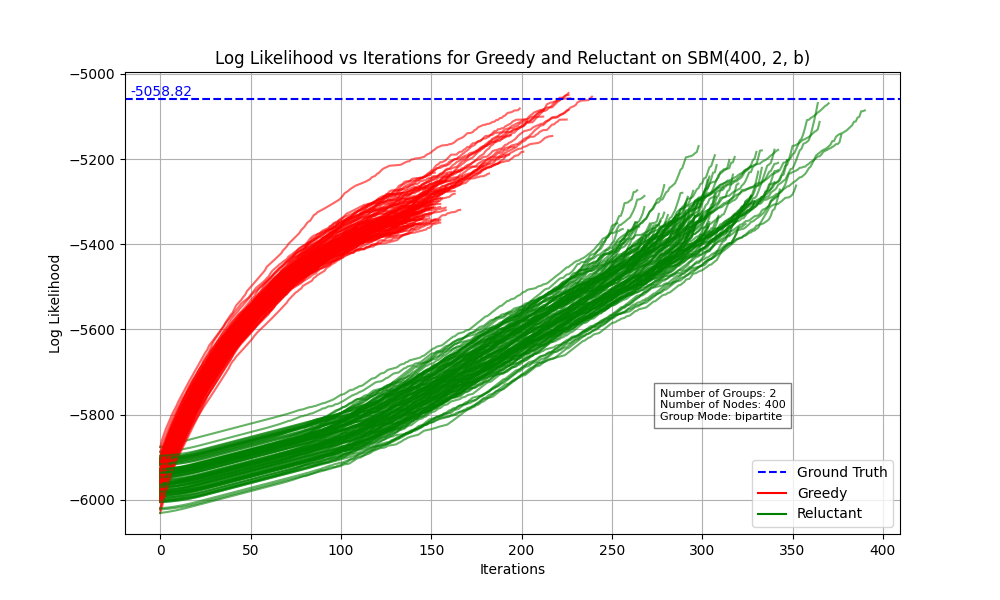 Log Likelihood vs Iterations for Greedy and Reluctant on SBM(400, 2, b)
−5000
-5058.82
−5200
−5400
−5600
−5800
−6000
Log Likelihood
Number of Groups: 2
Number of Nodes: 400
Group Mode: bipartite
Ground Truth
Greedy
Reluctant
0 50 100 150 200 250 300 350 400
Iterations